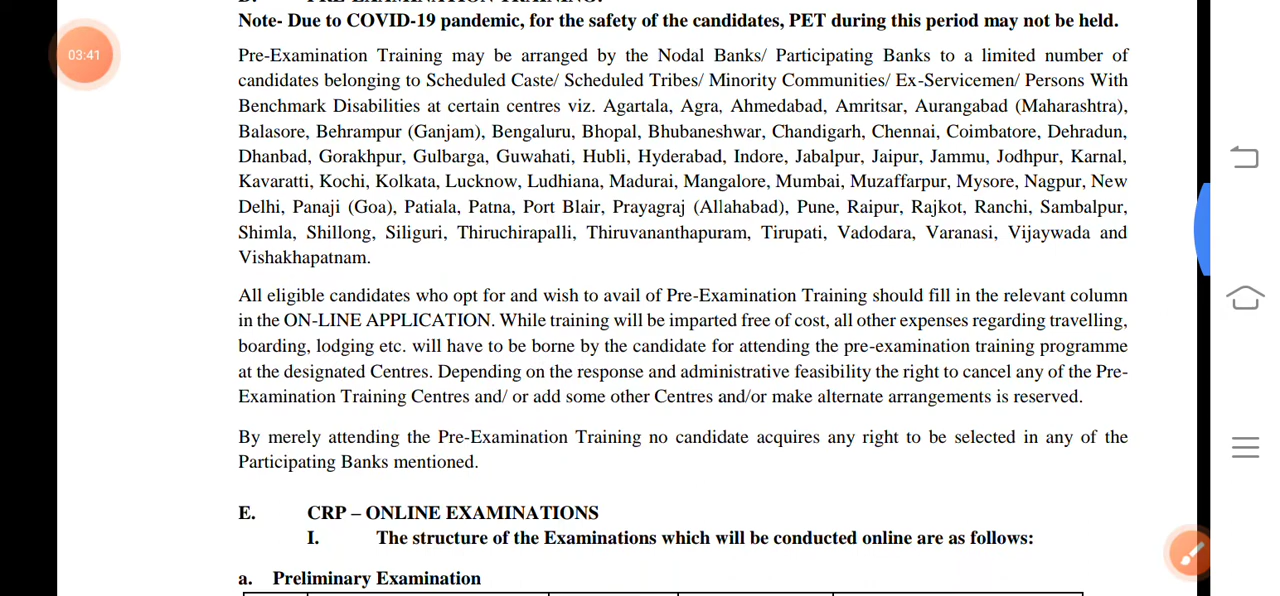 Note- Due to COVID-19 pandemic, for the safety of the candidates, PET during this period may not be held.
03:41
Pre-Examination Training may be arranged by the Nodal Banks/ Participating Banks to a limited number of
candidates belonging to Scheduled Caste/ Scheduled Tribes/ Minority Communities/ Ex-Servicemen/ Persons With
Benchmark Disabilities at certain centres viz. Agartala, Agra, Ahmedabad, Amritsar, Aurangabad (Maharashtra),
Balasore, Behrampur (Ganjam), Bengaluru, Bhopal, Bhubaneshwar, Chandigarh, Chennai, Coimbatore, Dehradun,
Dhanbad, Gorakhpur, Gulbarga, Guwahati, Hubli, Hyderabad, Indore, Jabalpur, Jaipur, Jammu, Jodhpur, Karnal,
Kavaratti, Kochi, Kolkata, Lucknow, Ludhiana, Madurai, Mangalore, Mumbai, Muzaffarpur, Mysore, Nagpur, New
Delhi, Panaji (Goa), Patiala, Patna, Port Blair, Prayagraj (Allahabad), Pune, Raipur, Rajkot, Ranchi, Sambalpur,
Shimla, Shillong, Siliguri, Thiruchirapalli, Thiruvananthapuram, Tirupati, Vadodara, Varanasi, Vijaywada and
Vishakhapatnam.
All eligible candidates who opt for and wish to avail of Pre-Examination Training should fill in the relevant column
in the ON-LINE APPLICATION. While training will be imparted free of cost, all other expenses regarding travelling,
boarding, lodging etc. will have to be borne by the candidate for attending the pre-examination training programme
at the designated Centres. Depending on the response and administrative feasibility the right to cancel any of the Pre-
Examination Training Centres and/ or add some other Centres and/or make alternate arrangements is reserved.
By merely attending the Pre-Examination Training no candidate acquires any right to be selected in any of the
Participating Banks mentioned.
E. CRP – ONLINE EXAMINATIONS
I. The structure of the Examinations which will be conducted online are as follows:
a. Preliminary Examination